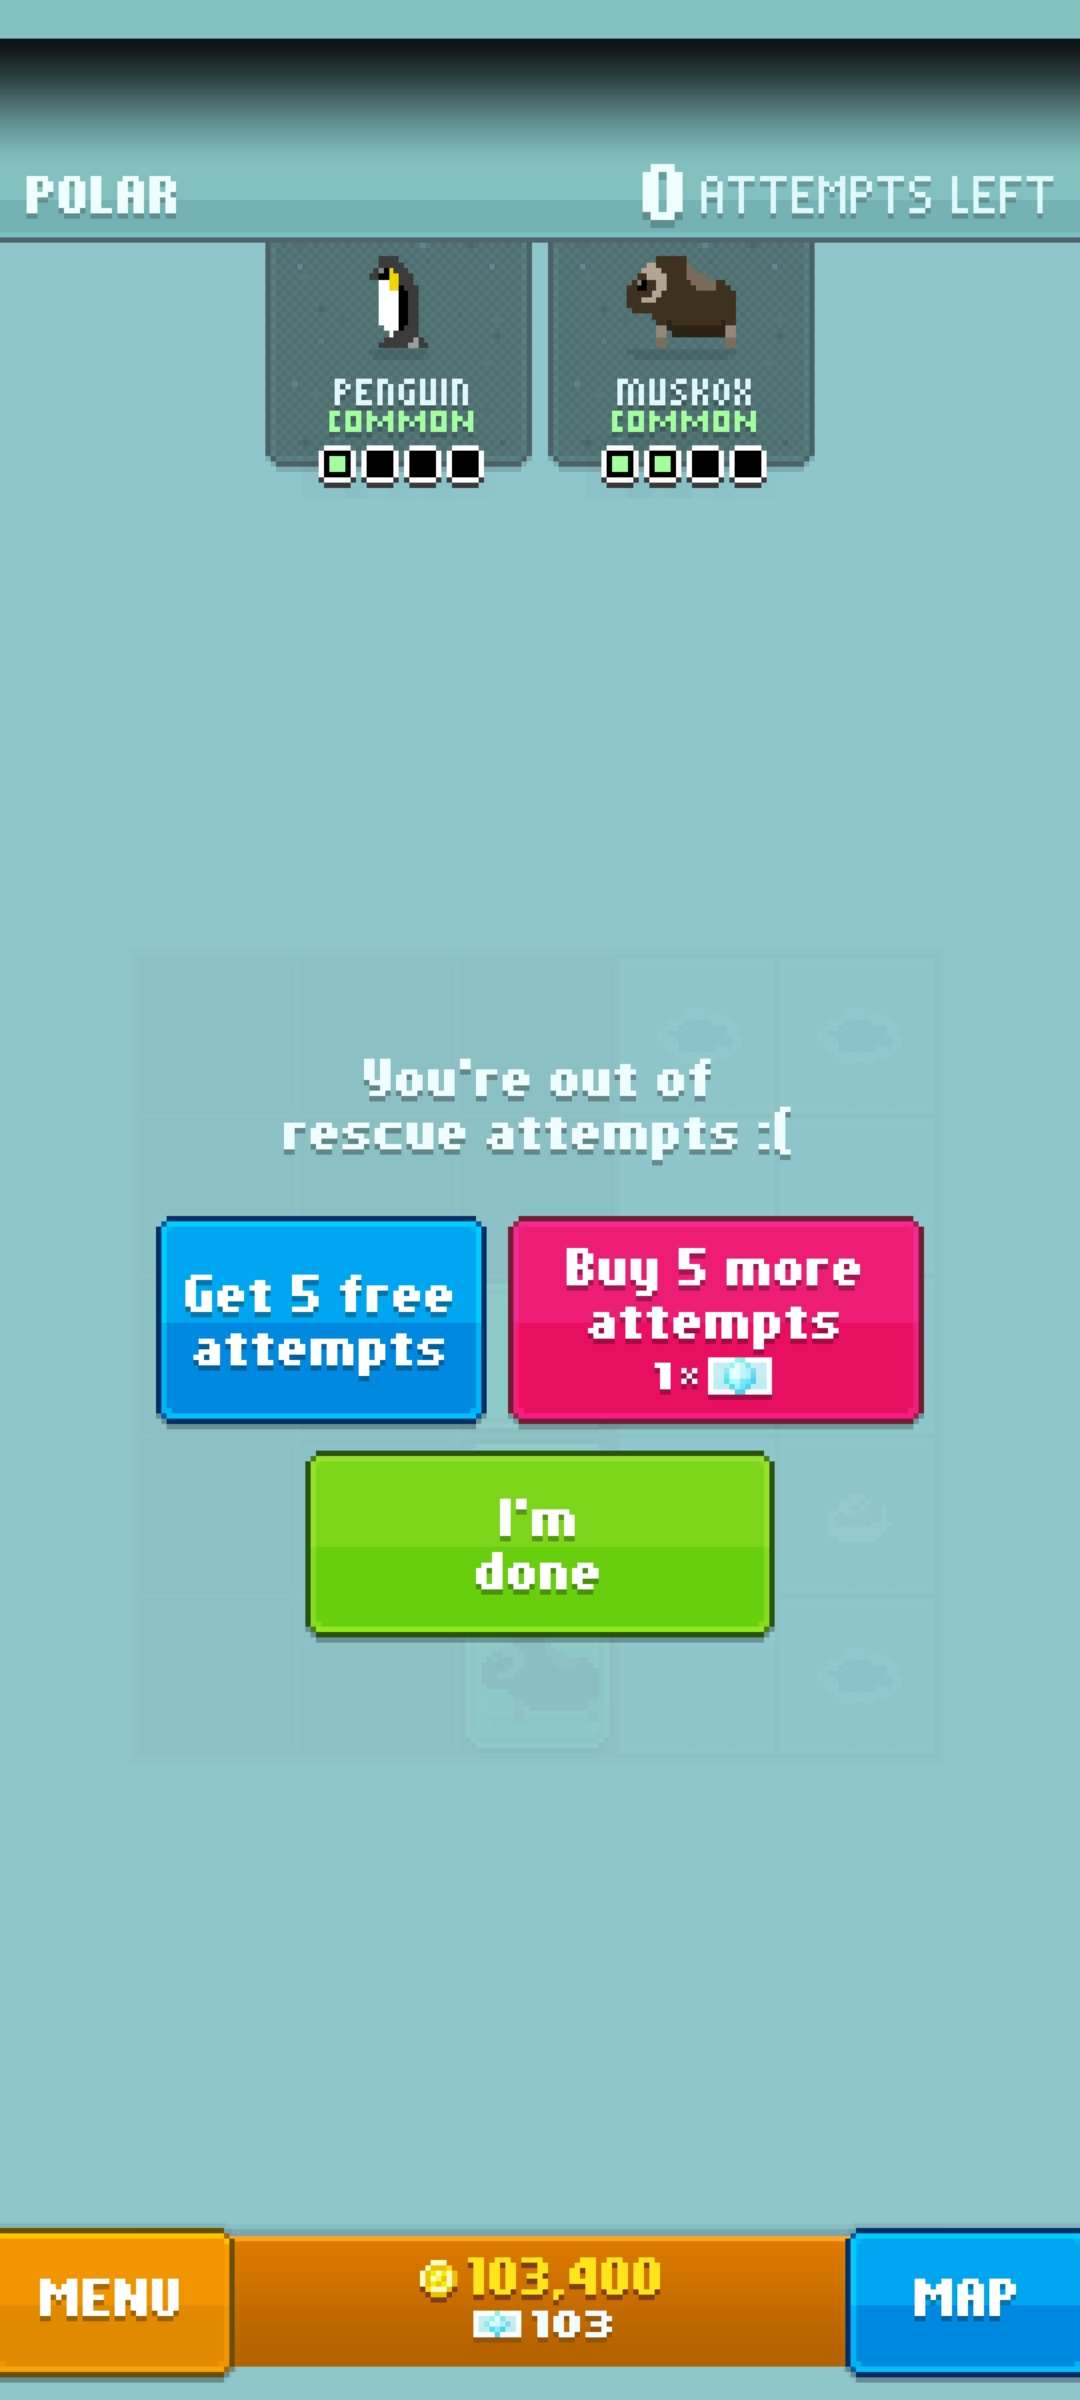 POLAR
0 ATTEMPTS LEFT
PENGUIN
COMMON
MUSKOX
COMMON
You're out of
rescue attempts :(
Get 5 free
attempts
Buy 5 more
attempts
1×
I'm
done
MENU
103,400
103
MAP